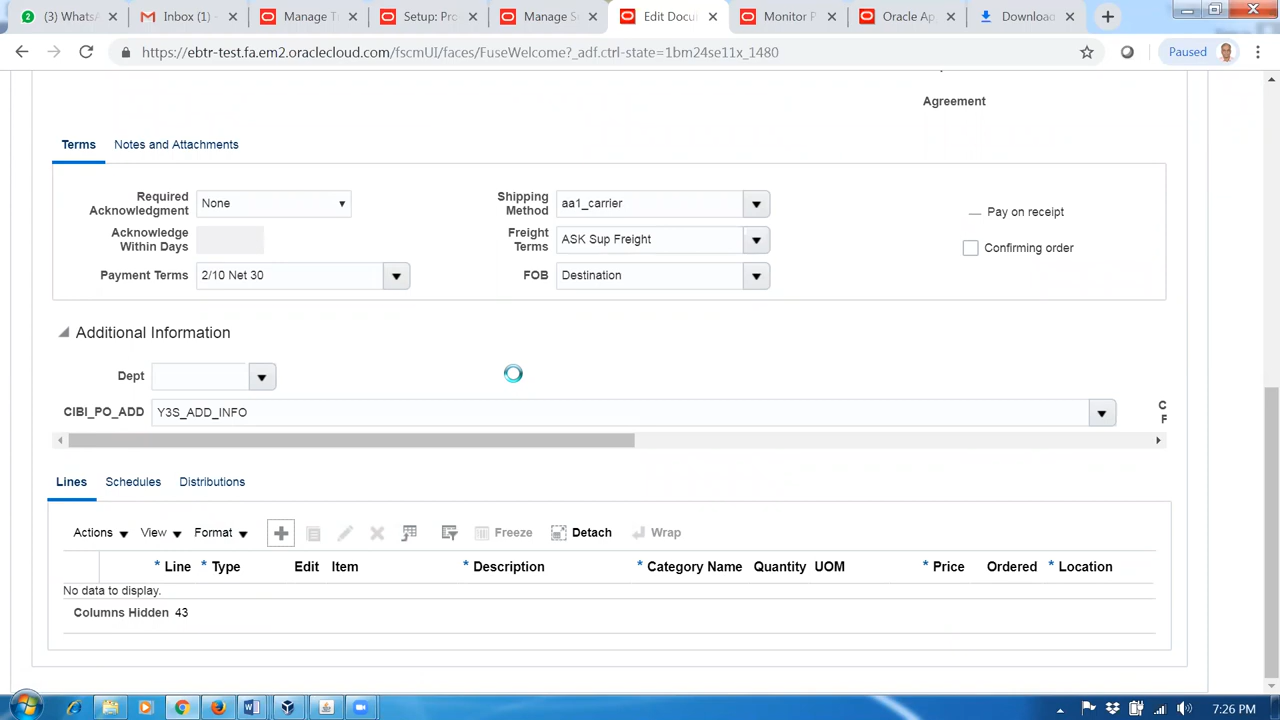 (3) WhatsA
Inbox (1) -
Manage T
Setup: Pro
Manage S
Edit Docu
Monitor P
Oracle A
Downloa
https://ebtr-test.fa.em2.oraclecloud.com/fscmUI/faces/FuseWelcome?_adf.ctrl-state=1bm24se11x_1480
Paused
Agreement
Terms Notes and Attachments
Required Acknowledgment None
Shipping Method aa1_carrier
Pay on receipt
Acknowledge Within Days
Freight Terms ASK Sup Freight
Confirming order
Payment Terms 2/10 Net 30
FOB Destination
Additional Information
Dept
CIBI_PO_ADD Y3S_ADD_INFO
C
F
Lines Schedules Distributions
Actions View Format Freeze Detach Wrap
* Line * Type Edit Item * Description * Category Name Quantity UOM * Price Ordered * Location
No data to display.
Columns Hidden 43
7:26 PM